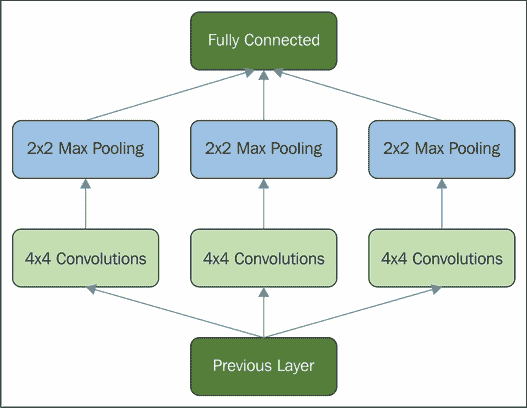 Fully Connected
2x2 Max Pooling
2x2 Max Pooling
2x2 Max Pooling
4x4 Convolutions
4x4 Convolutions
4x4 Convolutions
Previous Layer